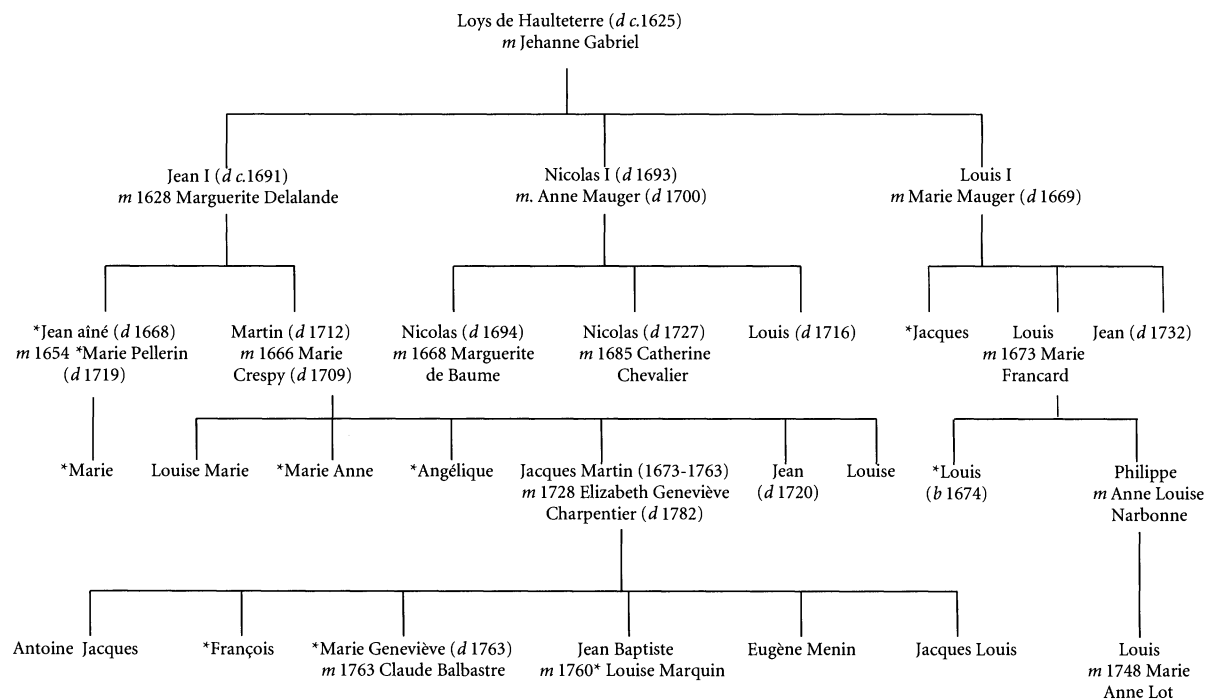 Loys de Haulteterre (d c.1625)
m Jehanne Gabriel
Jean I (d c.1691)
m 1628 Marguerite Delalande
Nicolas I (d 1693)
m. Anne Mauger (d 1700)
Louis I
m Marie Mauger (d 1669)
*Jean aîné (d 1668)
m 1654 *Marie Pellerin
(d 1719)
Martin (d 1712)
m 1666 Marie
Crespy (d 1709)
Nicolas (d 1694)
m 1668 Marguerite
de Baume
Nicolas (d 1727)
m 1685 Catherine
Chevalier
Louis (d 1716)
*Jacques
Louis
m 1673 Marie
Francard
Jean (d 1732)
*Marie
Louise Marie
*Marie Anne
*Angélique
Jacques Martin (1673-1763)
m 1728 Elizabeth Geneviève
Charpentier (d 1782)
Jean
(d 1720)
Louise
*Louis
(b 1674)
Philippe
m Anne Louise
Narbonne
Antoine Jacques
*François
*Marie Geneviève (d 1763)
m 1763 Claude Balbastre
Jean Baptiste
m 1760* Louise Marquin
Eugène Menin
Jacques Louis
Louis
m 1748 Marie
Anne Lot